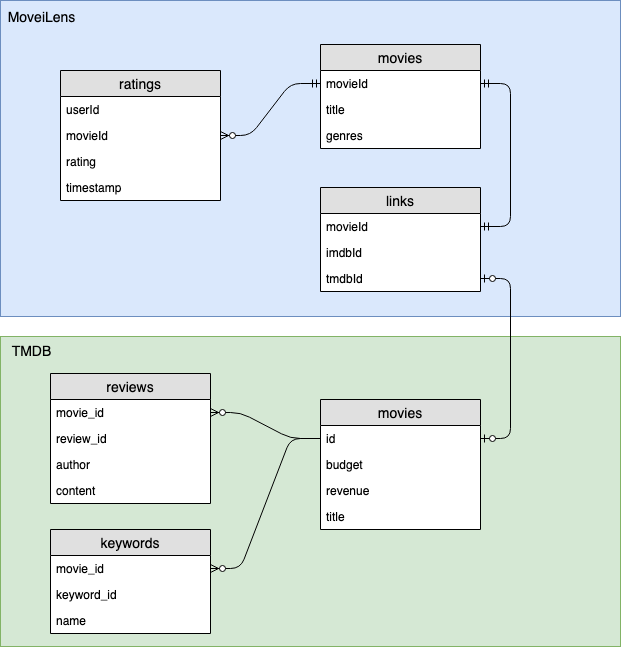 MoveiLens
ratings
userId
movieId
rating
timestamp
movies
movieId
title
genres
links
movieId
imdbId
tmdbId
TMDB
reviews
movie_id
review_id
author
content
movies
id
budget
revenue
title
keywords
movie_id
keyword_id
name